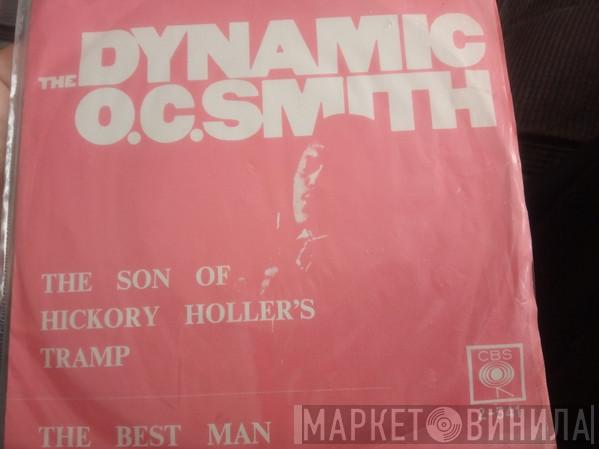 THE DYNAMIC
O.C.SMITH
THE SON OF
HICKORY HOLLER'S
TRAMP
CBS
THE BEST MAN
МАРКЕТ ВИНИЛА